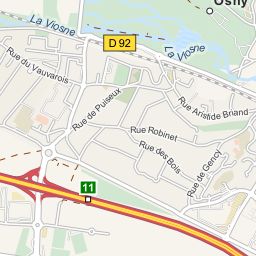 Osny
La Viosne
D 92
La Viosne
Rue du Vauvarois
Rue de Puiseux
Rue Aristide Briand
Rue Robinet
Rue des Bois
Rue de Gency
11